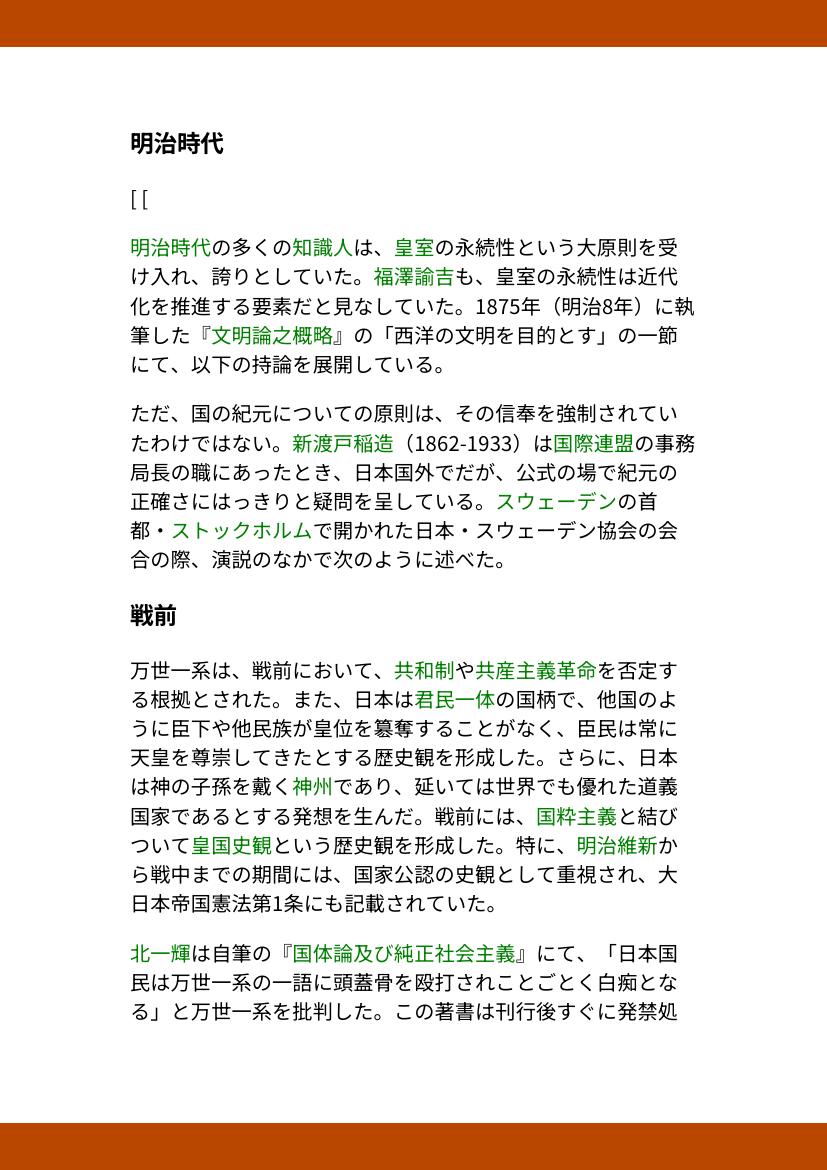 明治時代
[ [
明治時代の多くの知識人は、皇室の永続性という大原則を受
け入れ、誇りとしていた。福澤諭吉も、皇室の永続性は近代
化を推進する要素だと見なしていた。1875年（明治8年）に執
筆した『文明論之概略』の「西洋の文明を目的とす」の一節
にて、以下の持論を展開している。
ただ、国の紀元についての原則は、その信奉を強制されてい
たわけではない。新渡戸稲造（1862-1933）は国際連盟の事務
局長の職にあったとき、日本国外でだが、公式の場で紀元の
正確さにはっきりと疑問を呈している。スウェーデンの首
都・ストックホルムで開かれた日本・スウェーデン協会の会
合の際、演説のなかで次のように述べた。
戦前
万世一系は、戦前において、共和制や共産主義革命を否定す
る根拠とされた。また、日本は君民一体の国柄で、他国のよ
うに臣下や他民族が皇位を簒奪することがなく、臣民は常に
天皇を尊崇してきたとする歴史観を形成した。さらに、日本
は神の子孫を戴く神州であり、延いては世界でも優れた道義
国家であるとする発想を生んだ。戦前には、国粋主義と結び
ついて皇国史観という歴史観を形成した。特に、明治維新か
ら戦中までの期間には、国家公認の史観として重視され、大
日本帝国憲法第1条にも記載されていた。
北一輝は自筆の『国体論及び純正社会主義』にて、「日本国
民は万世一系の一語に頭蓋骨を殴打されことごとく白痴とな
る」と万世一系を批判した。この著書は刊行後すぐに発禁処